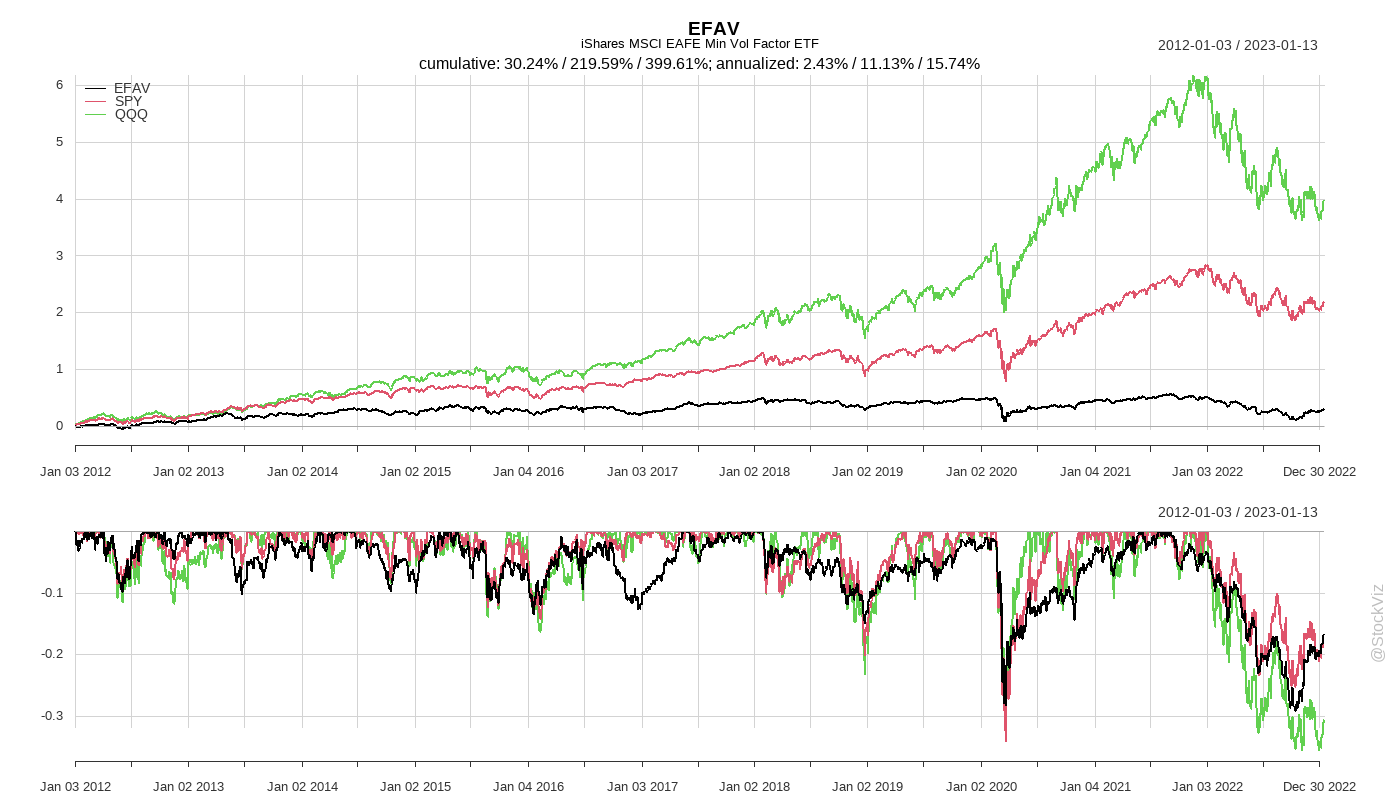 EFAV
iShares MSCI EAFE Min Vol Factor ETF
2012-01-03 / 2023-01-13
cumulative: 30.24% / 219.59% / 399.61%; annualized: 2.43% / 11.13% / 15.74%
EFAV
SPY
QQQ
6
5
4
3
2
1
0
Jan 03 2012 Jan 02 2013 Jan 02 2014 Jan 02 2015 Jan 04 2016 Jan 03 2017 Jan 02 2018 Jan 02 2019 Jan 02 2020 Jan 04 2021 Jan 03 2022 Dec 30 2022
2012-01-03 / 2023-01-13
-0.1
-0.2
-0.3
Jan 03 2012 Jan 02 2013 Jan 02 2014 Jan 02 2015 Jan 04 2016 Jan 03 2017 Jan 02 2018 Jan 02 2019 Jan 02 2020 Jan 04 2021 Jan 03 2022 Dec 30 2022
@StockViz